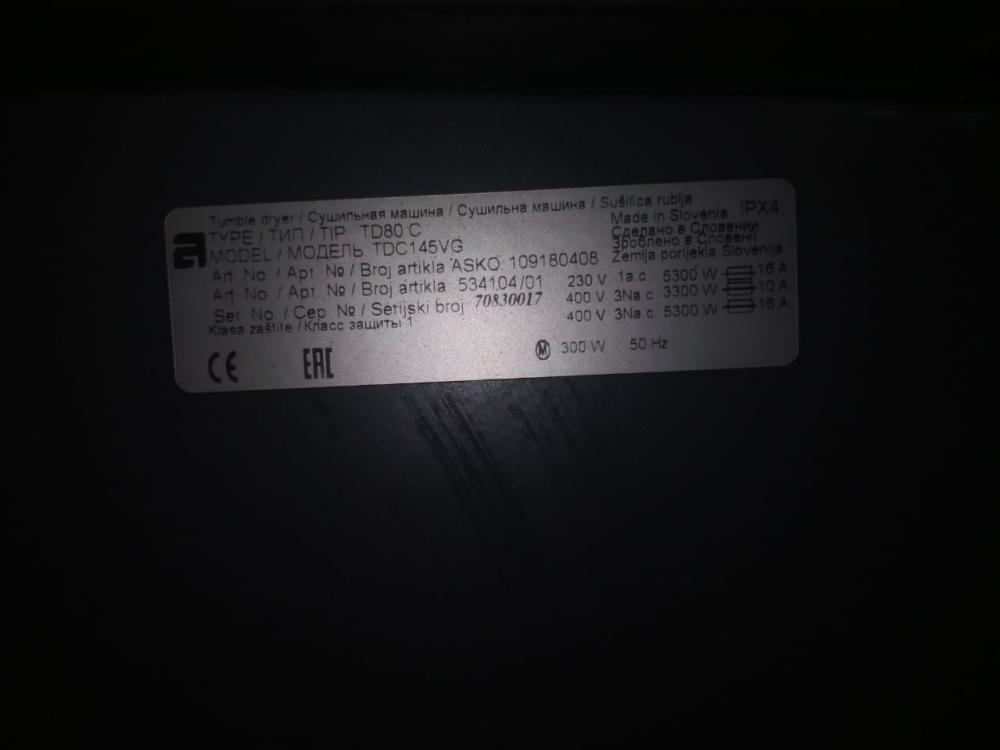 Tumble dryer / Сушильная машина / Сушильна машина / Sušilica rublja
TYPE / ТИП / TIP TD80 C
MODEL / МОДЕЛЬ TDC145VG
Made in Slovenia IPX4
Сделано в Словении
Зроблено в Словенії
Zemlja porijekla Slovenija
Art. No / Арт. № / Broj artikla ASKO 109180408
Art. No / Арт. № / Broj artikla 534104/01
Ser. No / Сер. № / Serijski broj 70830017
Klasa zaštite / Класс защиты 1
230 V 1a.c 5300 W 16 A
400 V 3Na.c 3300 W 10 A
400 V 3Na.c. 5300 W 16 A
CE EAC
M 300 W 50 Hz